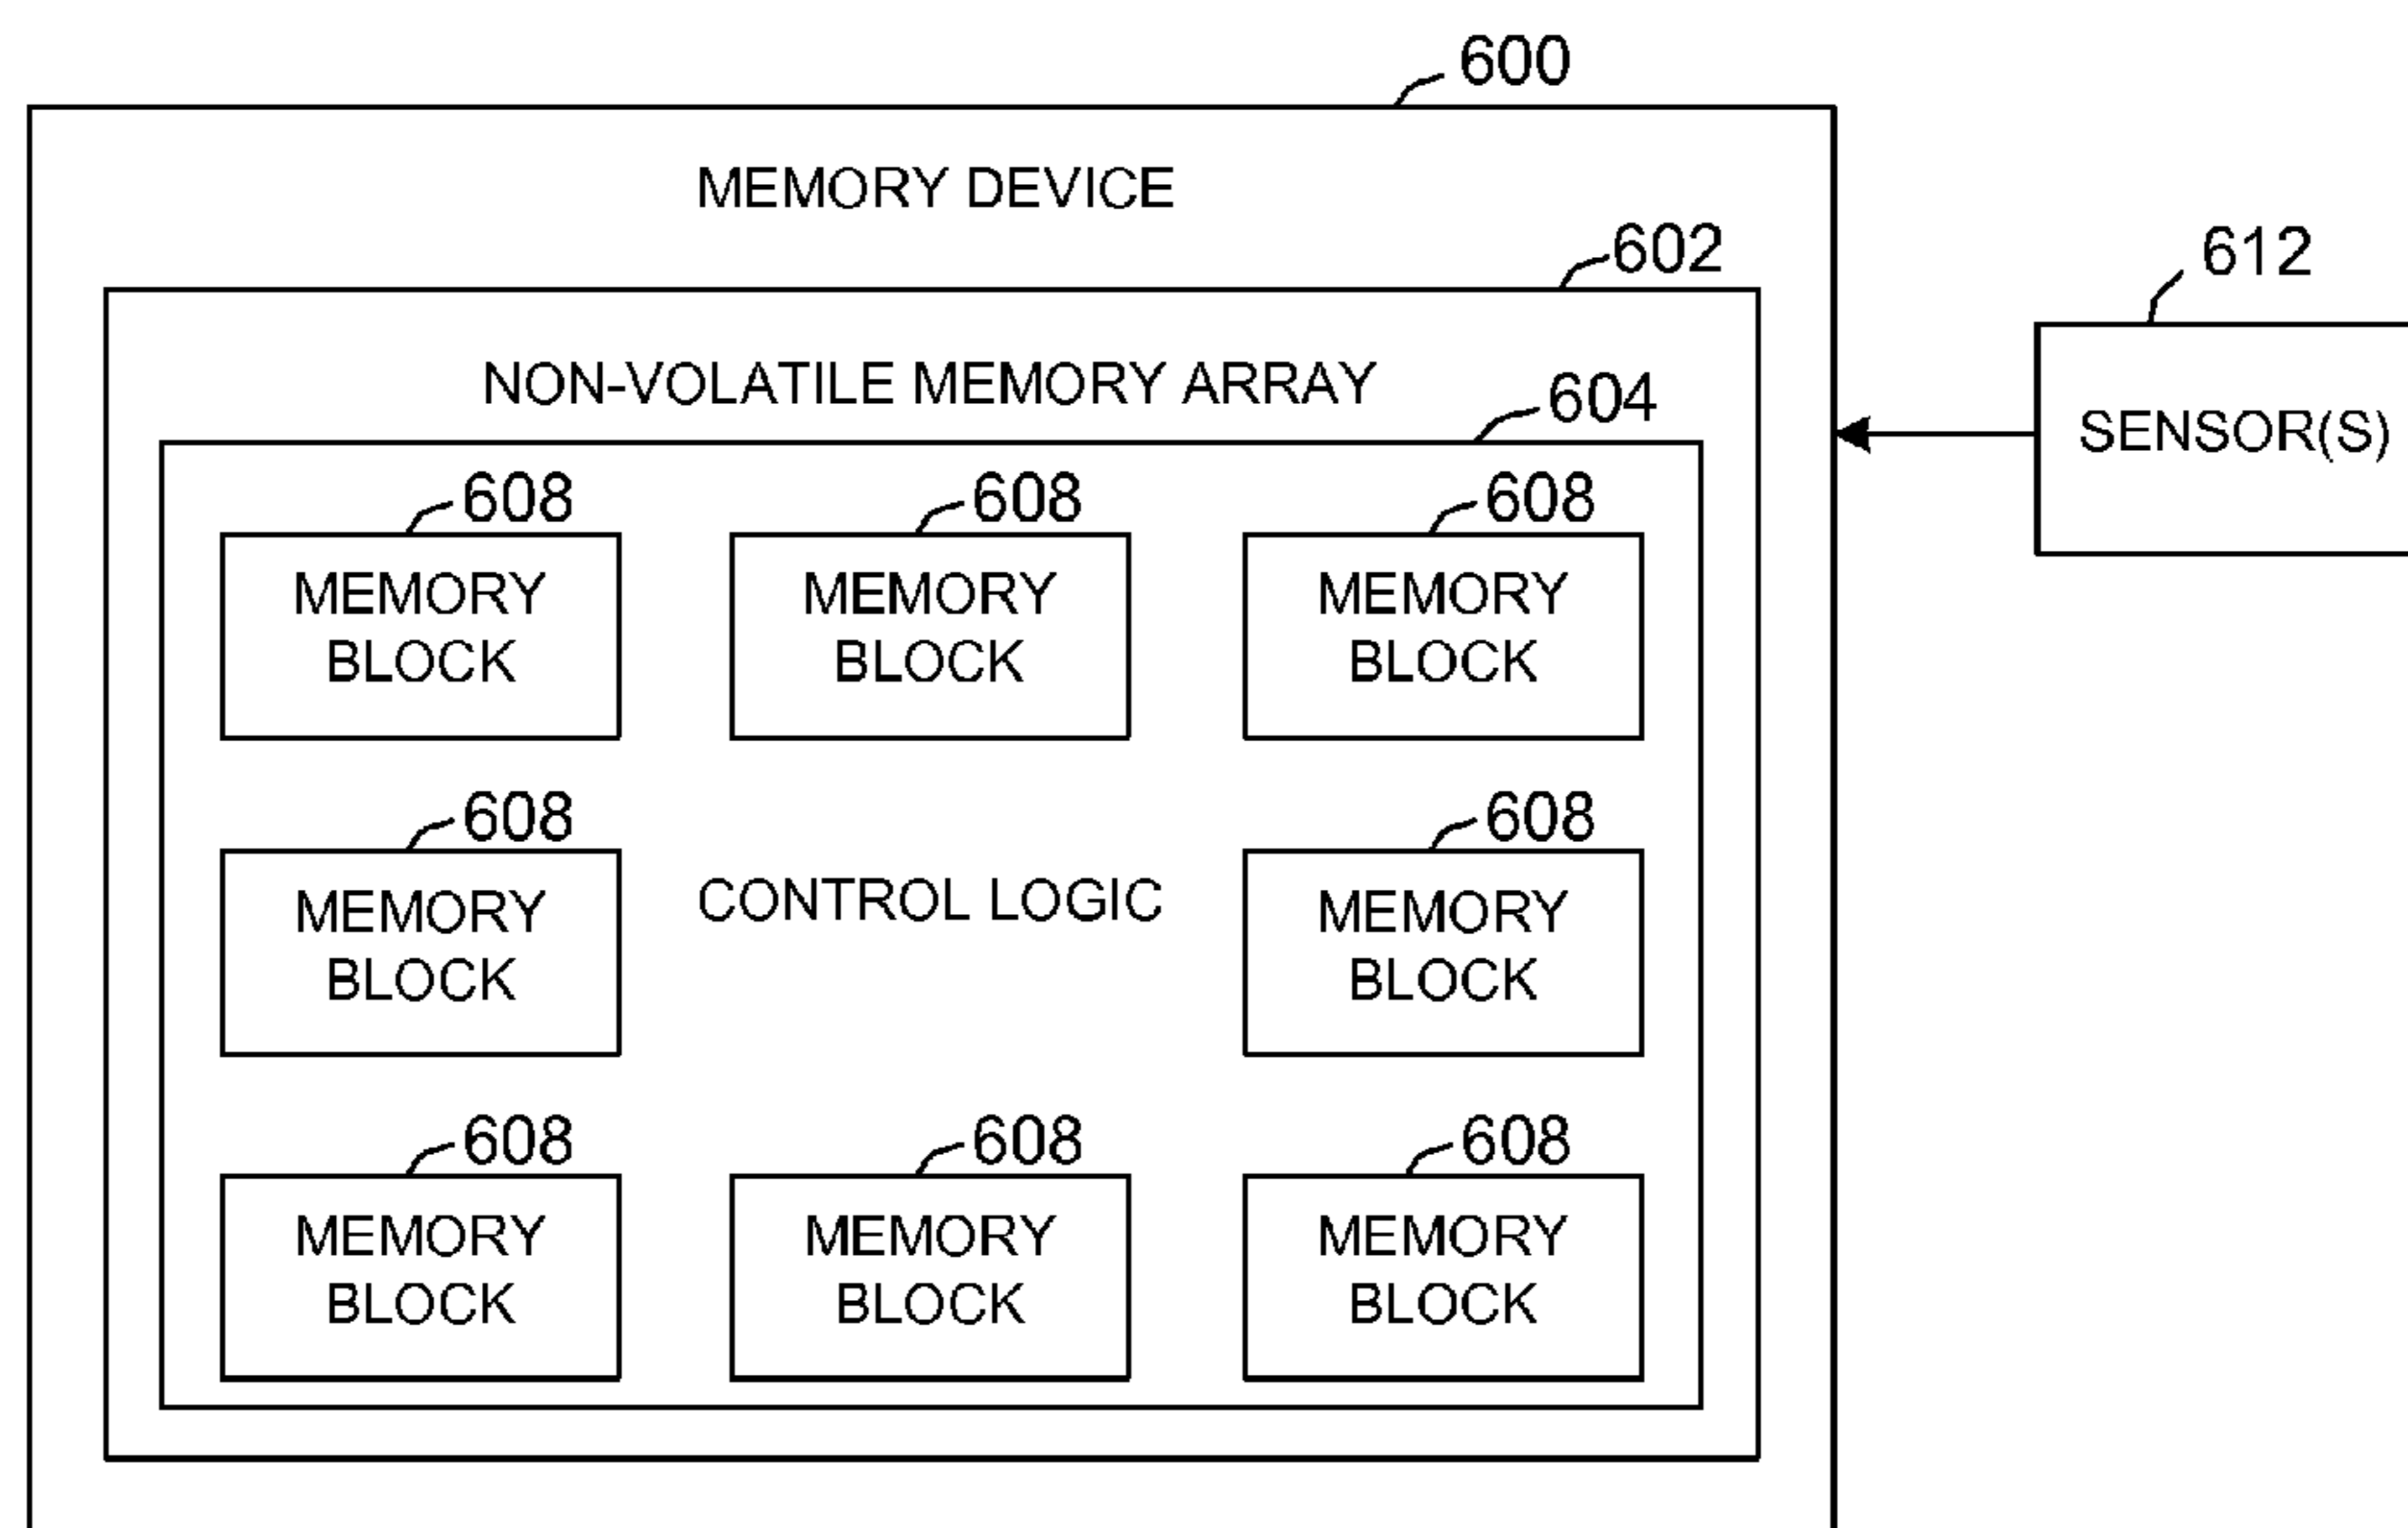 600
MEMORY DEVICE
602
612
NON-VOLATILE MEMORY ARRAY
604
SENSOR(S)
608 608 608
MEMORY BLOCK
MEMORY BLOCK
MEMORY BLOCK
608 608
MEMORY BLOCK
CONTROL LOGIC
MEMORY BLOCK
608 608 608
MEMORY BLOCK
MEMORY BLOCK
MEMORY BLOCK